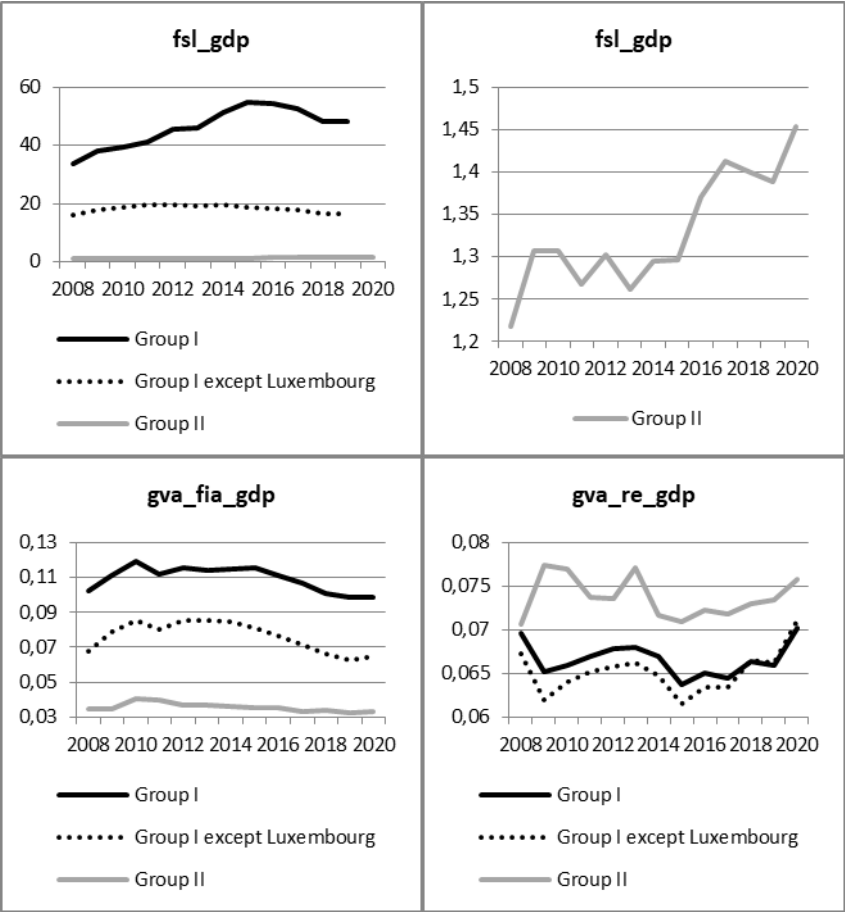 fsl_gdp
60
40
20
0
2008 2010 2012 2014 2016 2018 2020
Group I
Group I except Luxembourg
Group II
fsl_gdp
1,5
1,45
1,4
1,35
1,3
1,25
1,2
2008 2010 2012 2014 2016 2018 2020
Group II
gva_fia_gdp
0,13
0,11
0,09
0,07
0,05
0,03
2008 2010 2012 2014 2016 2018 2020
Group I
Group I except Luxembourg
Group II
gva_re_gdp
0,08
0,075
0,07
0,065
0,06
2008 2010 2012 2014 2016 2018 2020
Group I
Group I except Luxembourg
Group II